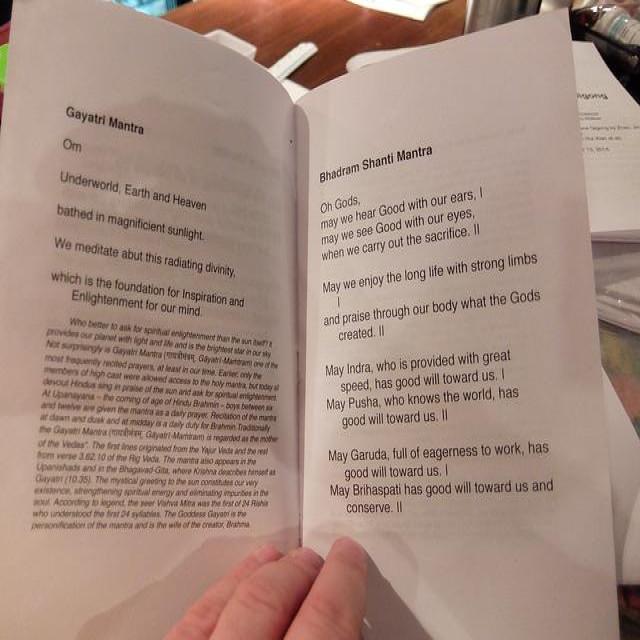 Gayatri Mantra
Om
Underworld, Earth and Heaven
bathed in magnificient sunlight.
We meditate abut this radiating divinity,
which is the foundation for Inspiration and
Enlightenment for our mind.
Who better to ask for spiritual enlightenment than the sun itself? It
provides our planet with light and life and is the brightest star in our sky.
Not surprisingly is Gayatri Mantra (गायत्रीमन्त्र, Gāyatrī-Mantram) one of the
most frequently recited prayers, at least in our time. Earlier, only the
members of high cast were allowed access to the holy mantra, but today all
devout Hindus sing in praise of the sun and ask for spiritual enlightenment.
At Upanayana – the coming of age of Hindu Brahmin – boys between six
and twelve are given the mantra as a daily prayer. Recitation of the mantra
at dawn and dusk and at midday is a daily duty for Brahmin. Traditionally
the Gayatri Mantra (गायत्रीमन्त्र, Gāyatrī-Mantram) is regarded as the mother
of the Vedas". The first lines originated from the Yajur Veda and the rest
from verse 3.62.10 of the Rig Veda. The mantra also appears in the
Upanishads and in the Bhagavad-Gita, where Krishna describes himself as
Gayatri (10.35). The mystical greeting to the sun constitutes our very
existence, strengthening spiritual energy and eliminating impurities in the
soul. According to legend, the seer Vishva Mitra was the first of 24 Rishis
who understood the first 24 syllables. The Goddess Gayatri is the
personification of the mantra and is the wife of the creator, Brahma.
Bhadram Shanti Mantra
Oh Gods,
may we hear Good with our ears, I
may we see Good with our eyes,
when we carry out the sacrifice. II
May we enjoy the long life with strong limbs
I
and praise through our body what the Gods
created. II
May Indra, who is provided with great
speed, has good will toward us. I
May Pusha, who knows the world, has
good will toward us. II
May Garuda, full of eagerness to work, has
good will toward us. I
May Brihaspati has good will toward us and
conserve. II